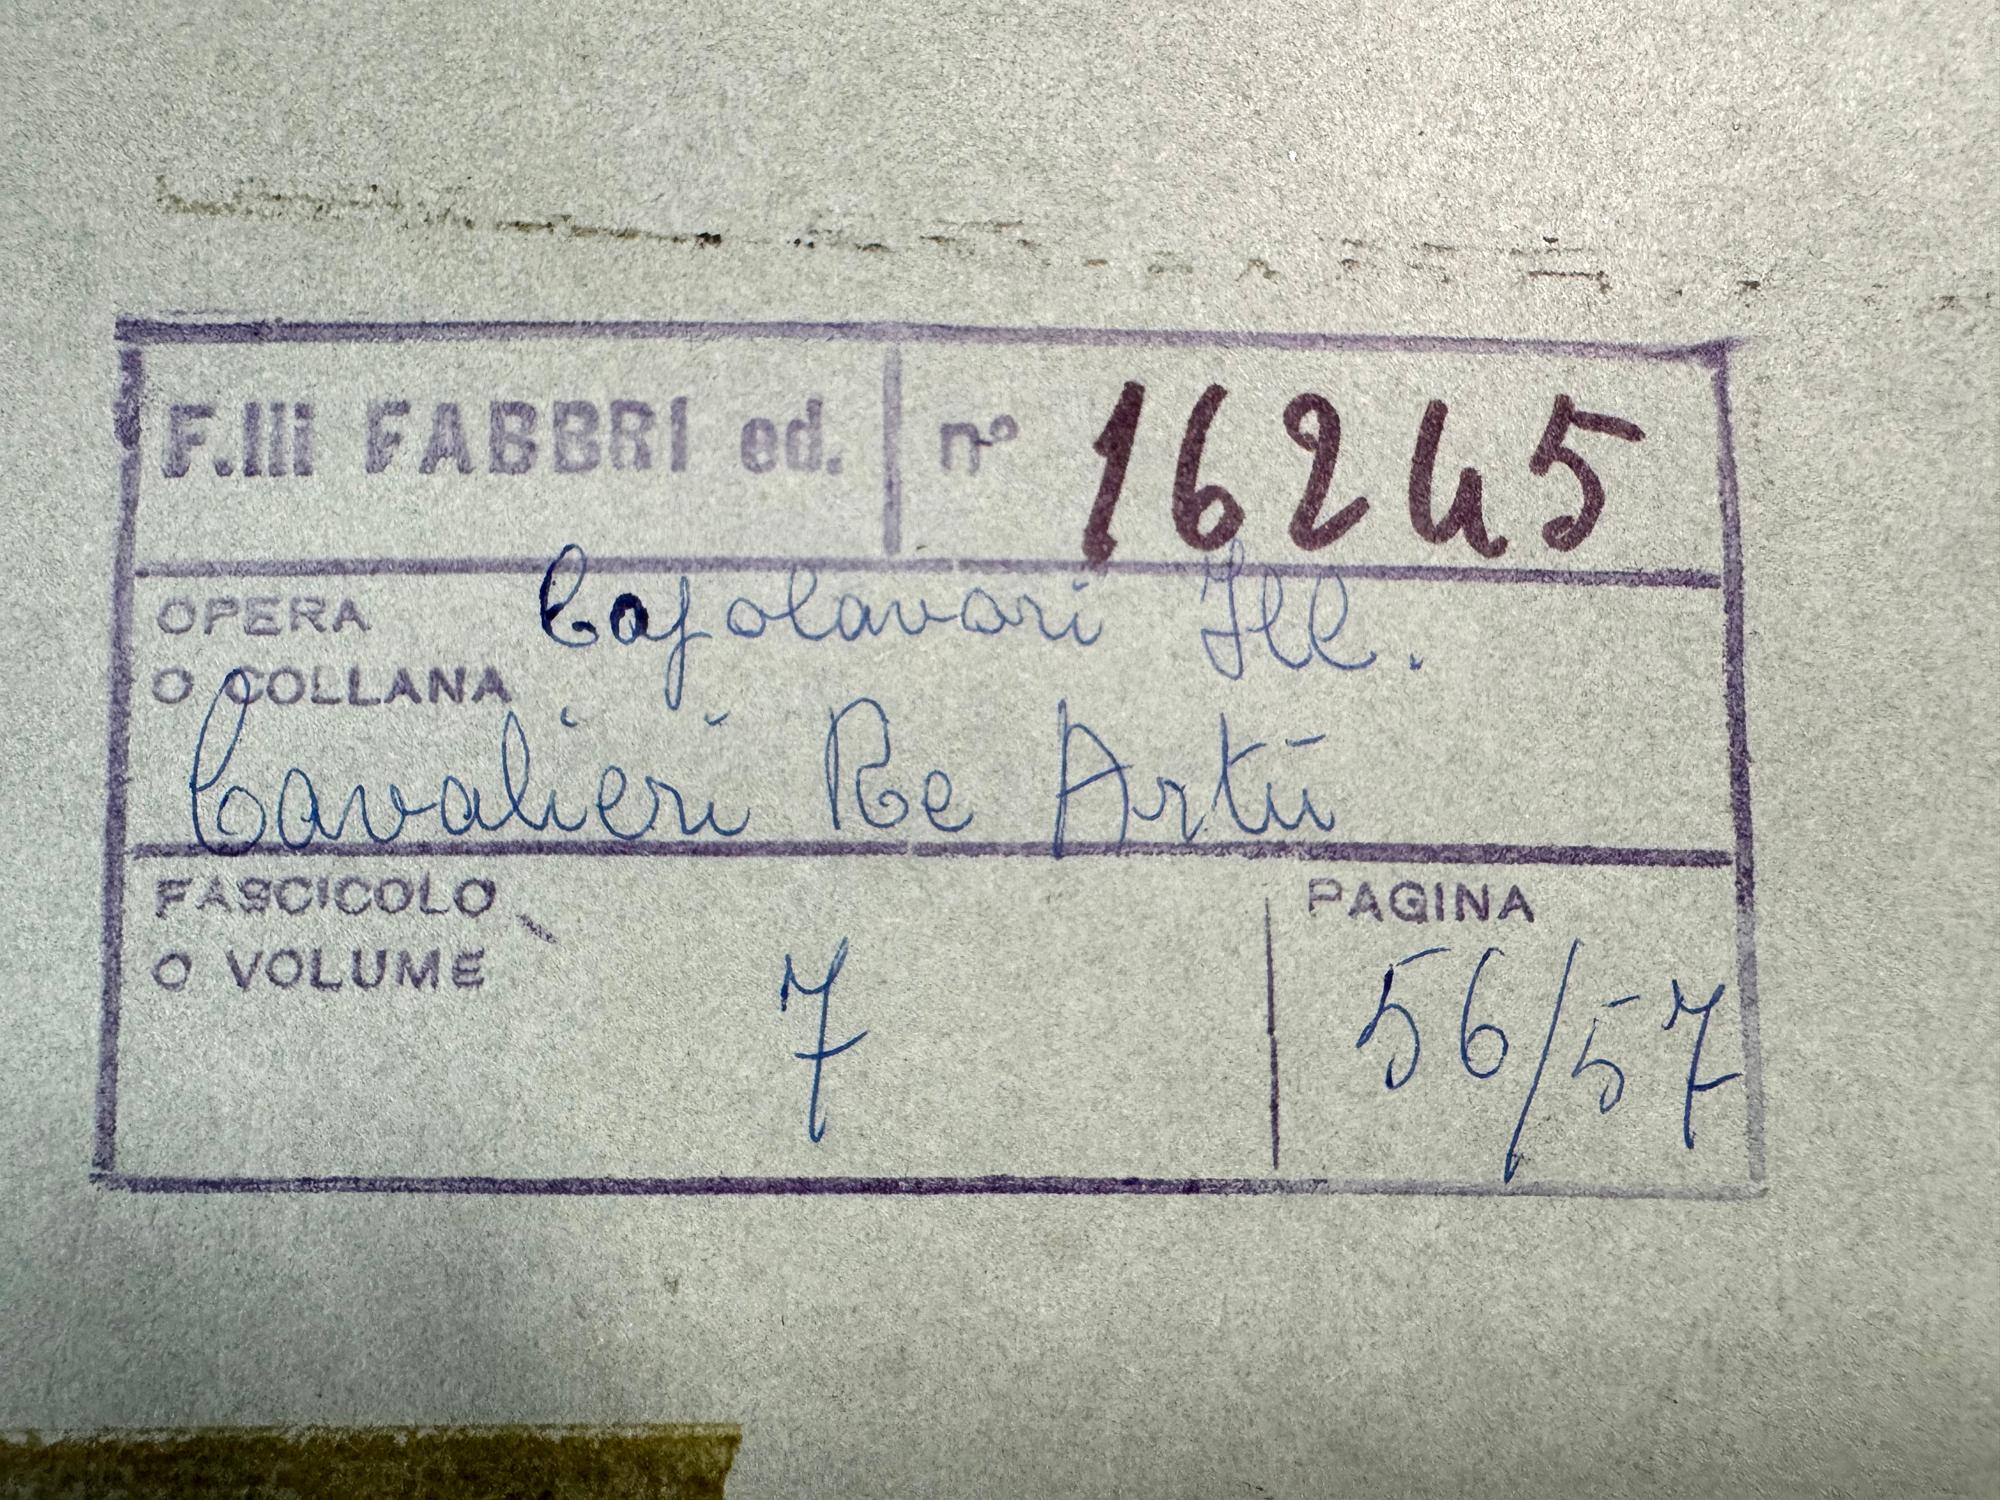 F.lli FABBRI ed. n° 16245
OPERA Capolavori Ill.
O COLLANA
Cavalieri Re Artù
FASCICOLO PAGINA
O VOLUME 7 56/57